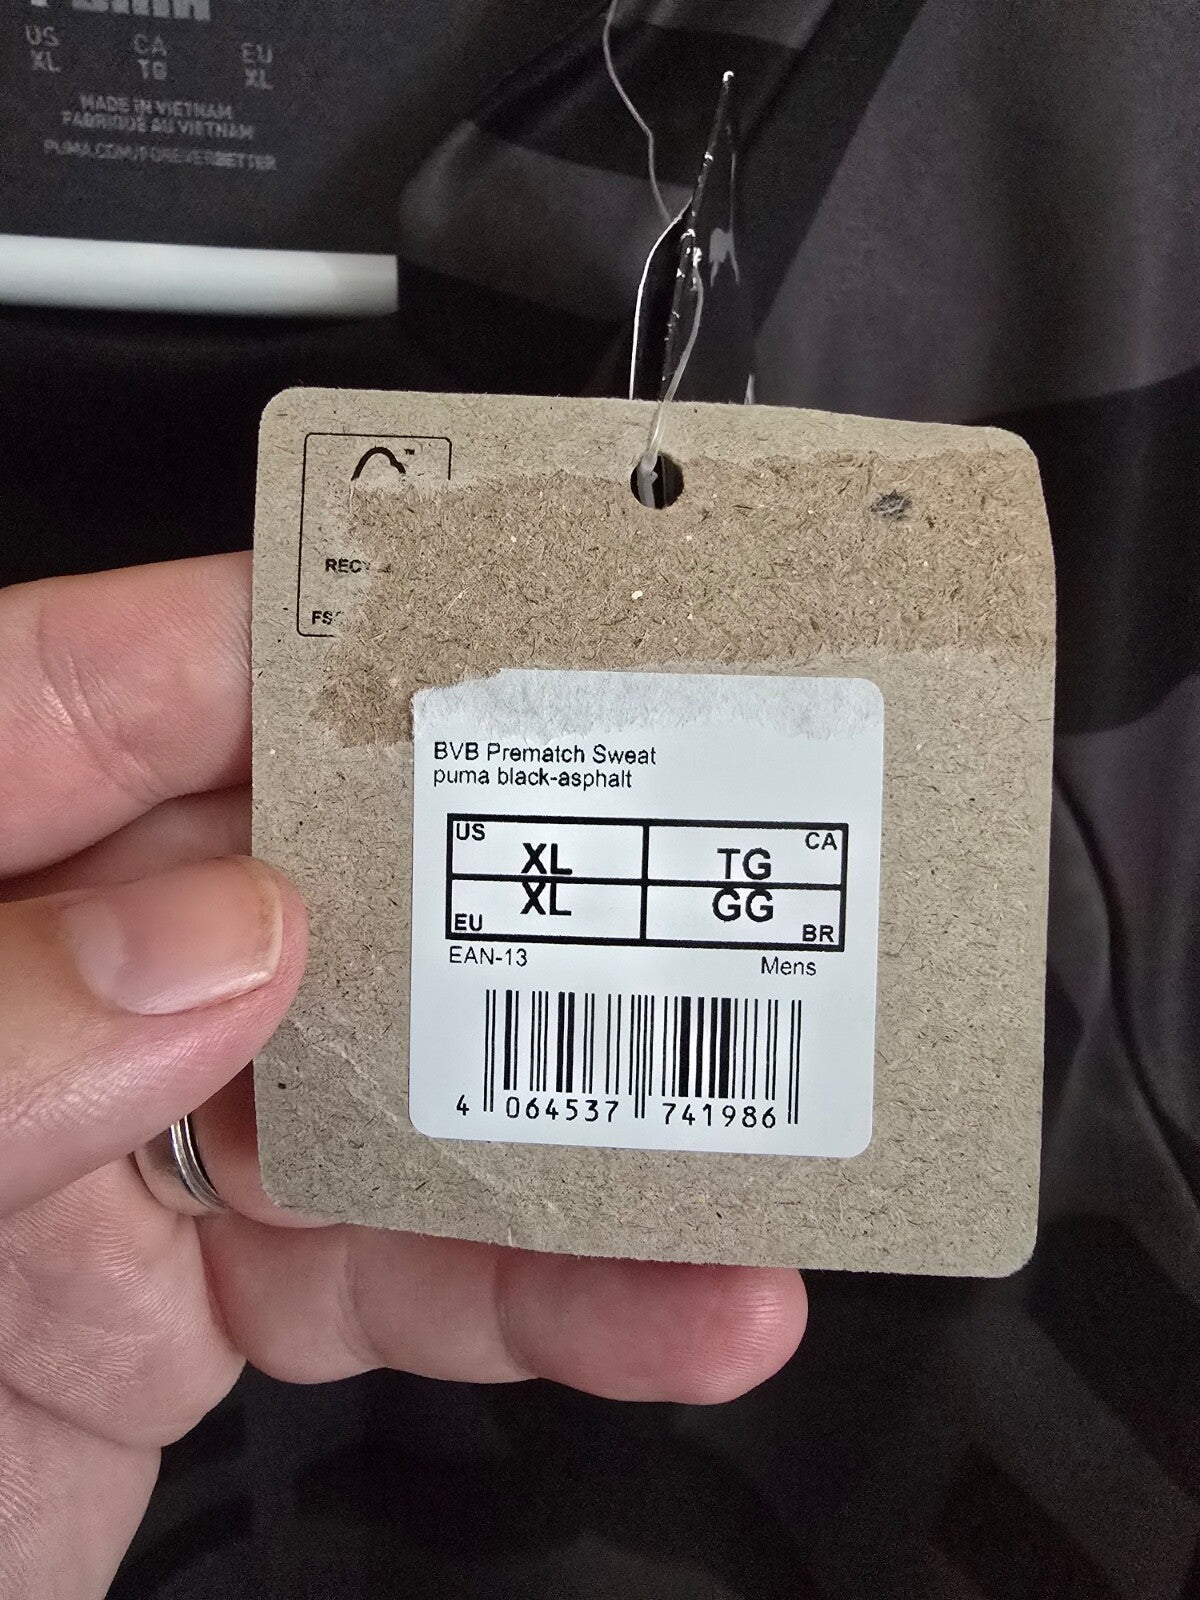 US CA EU
XL TG XL
MADE IN VIETNAM
FABRIQUÉ AU VIETNAM
PUMA.COM/FOREVERBETTER
™
BVB Prematch Sweat
puma black-asphalt
US XL TG CA
EU XL GG BR
EAN-13 Mens
4 064537 741986